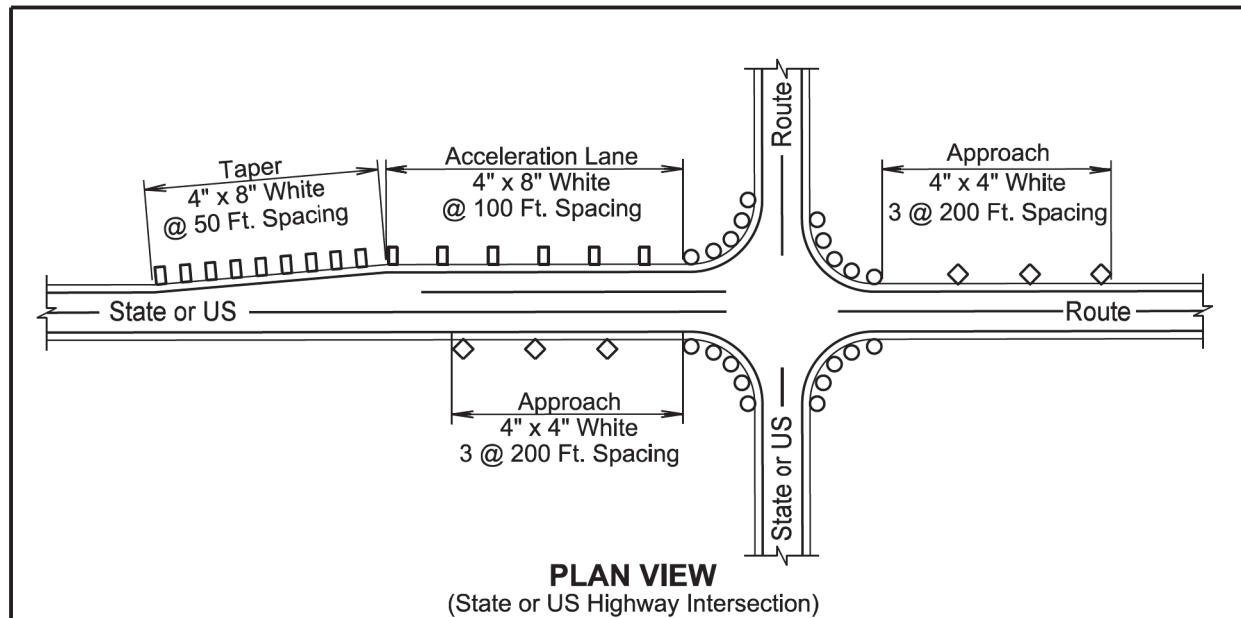 Route
Taper
4" x 8" White
@ 50 Ft. Spacing
Acceleration Lane
4" x 8" White
@ 100 Ft. Spacing
Approach
4" x 4" White
3 @ 200 Ft. Spacing
State or US
Route
Approach
4" x 4" White
3 @ 200 Ft. Spacing
State or US
PLAN VIEW
(State or US Highway Intersection)